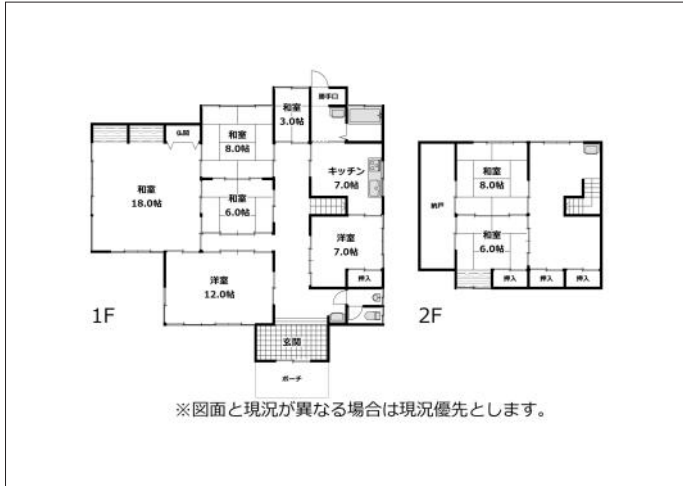 勝手口
和室
3.0帖
仏間
和室
8.0帖
キッチン
7.0帖
和室
18.0帖
和室
6.0帖
洋室
7.0帖
押入
洋室
12.0帖
1F
玄関
ポーチ
和室
8.0帖
納戸
和室
6.0帖
押入
押入
押入
2F
※図面と現況が異なる場合は現況優先とします。